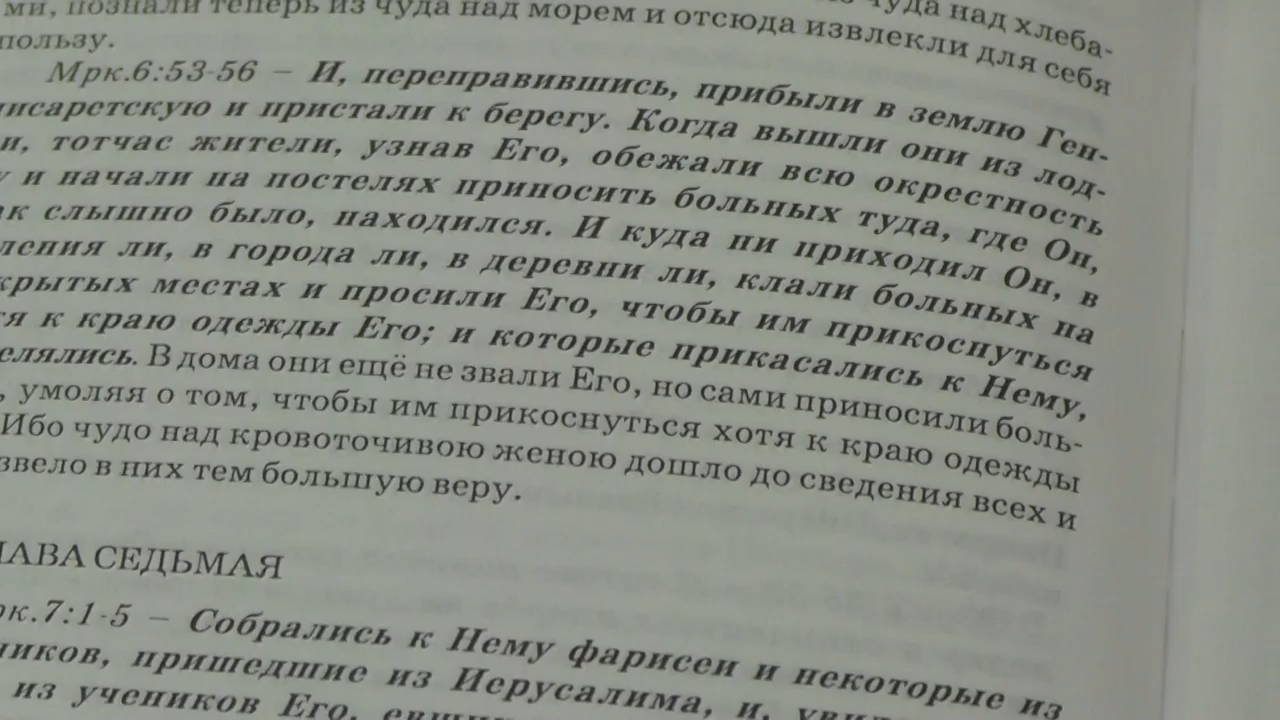 ми, познали теперь из чуда над морем и отсюда извлекли для себя
чуда над хлеба-
пользу.
Мрк.6:53-56 – И, переправившись, прибыли в землю Ген-
нисаретскую и пристали к берегу. Когда вышли они из лод-
и, тотчас жители, узнав Его, обежали всю окрестность
у и начали на постелях приносить больных туда, где Он,
ак слышно было, находился. И куда ни приходил Он, в
ления ли, в города ли, в деревни ли, клали больных на
крытых местах и просили Его, чтобы им прикоснуться
тя к краю одежды Его; и которые прикасались к Нему,
елялись. В дома они ещё не звали Его, но сами приносили боль-
, умоляя о том, чтобы им прикоснуться хотя к краю одежды
Ибо чудо над кровоточивою женою дошло до сведения всех и
звело в них тем большую веру.
ЛАВА СЕДЬМАЯ
рк.7:1-5 – Собрались к Нему фарисеи и некоторые из
ников, пришедшие из Иерусалима, и,
из учеников Его,